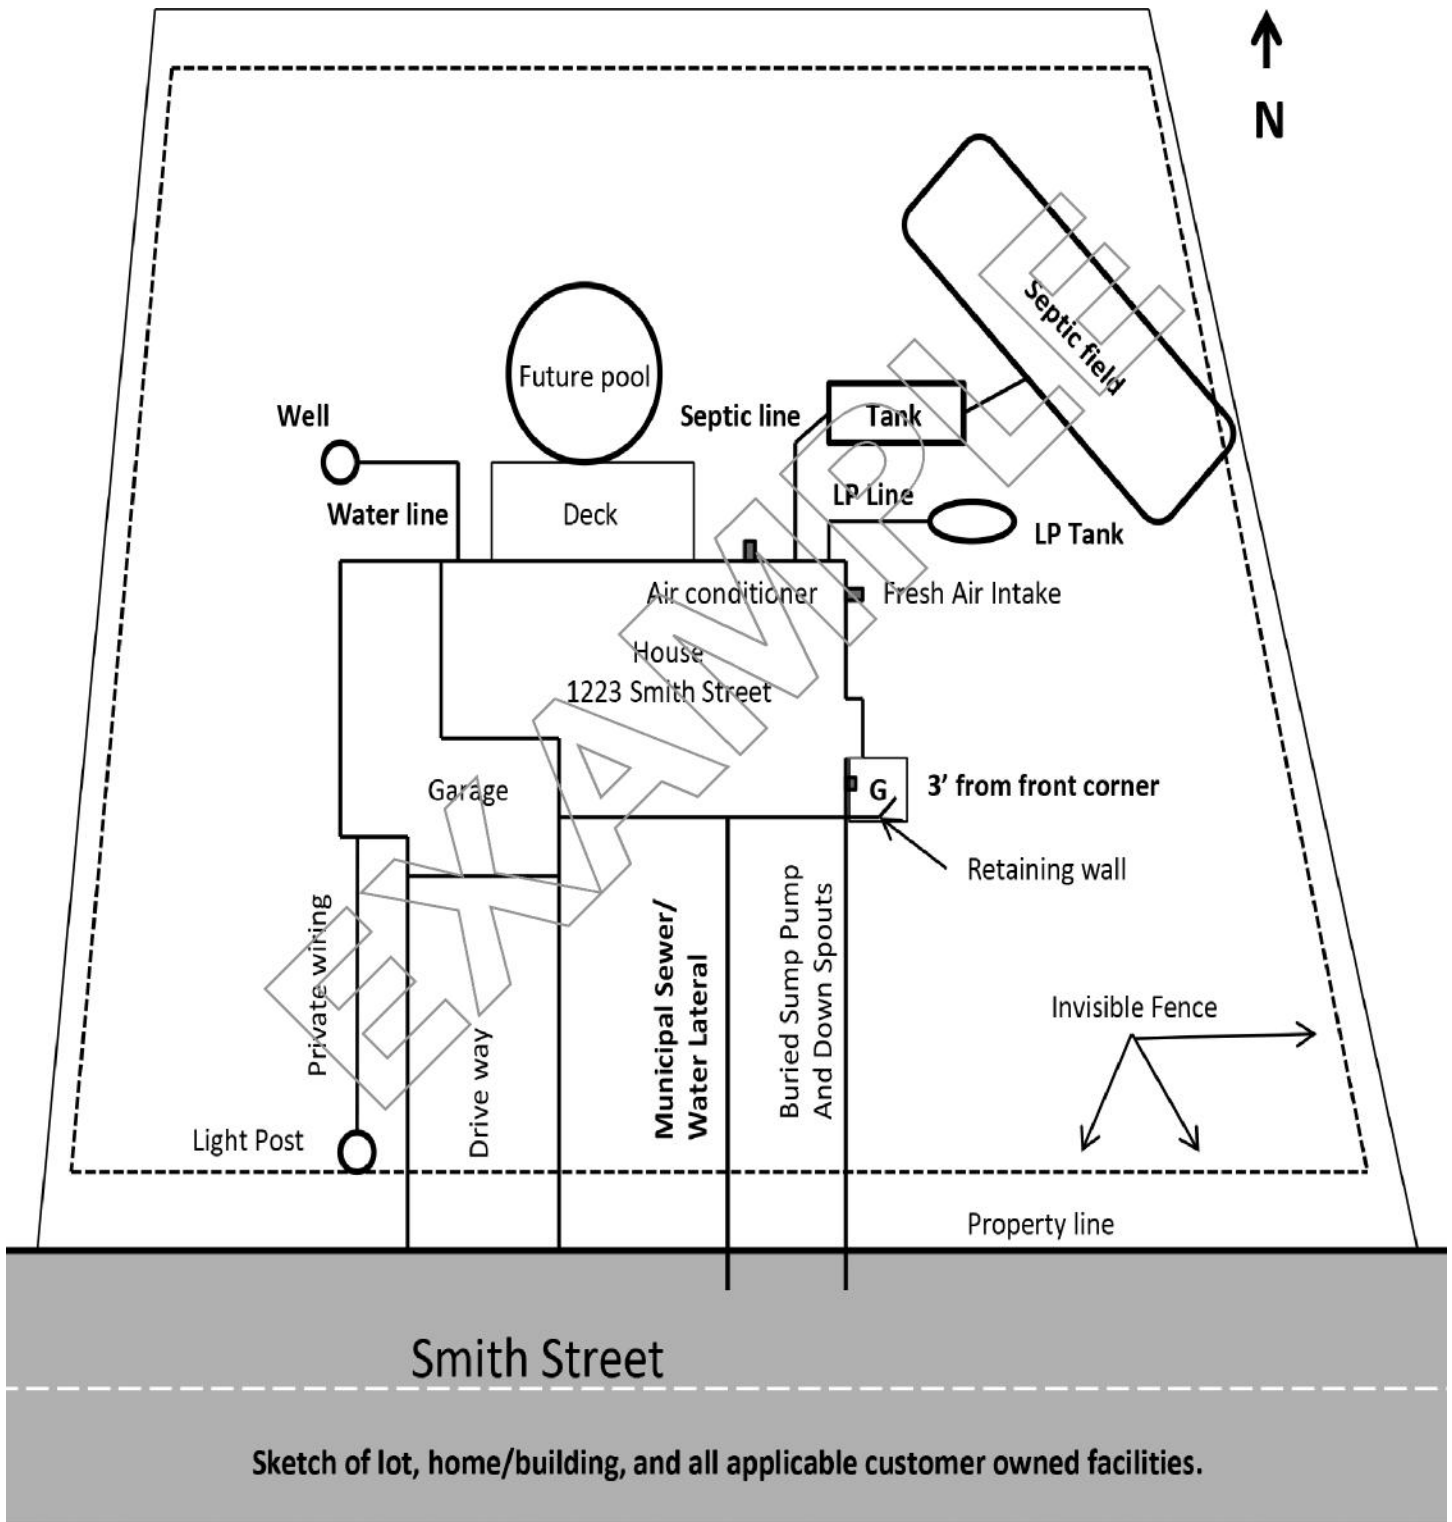 N
Septic field
Future pool
Well
Septic line
Tank
Water line
Deck
LP Line
LP Tank
Air conditioner
Fresh Air Intake
House
1223 Smith Street
Garage
G
3’ from front corner
Retaining wall
Private wiring
Drive way
Municipal Sewer/
Water Lateral
Buried Sump Pump
And Down Spouts
Invisible Fence
Light Post
Property line
EXAMPLE
Smith Street
Sketch of lot, home/building, and all applicable customer owned facilities.